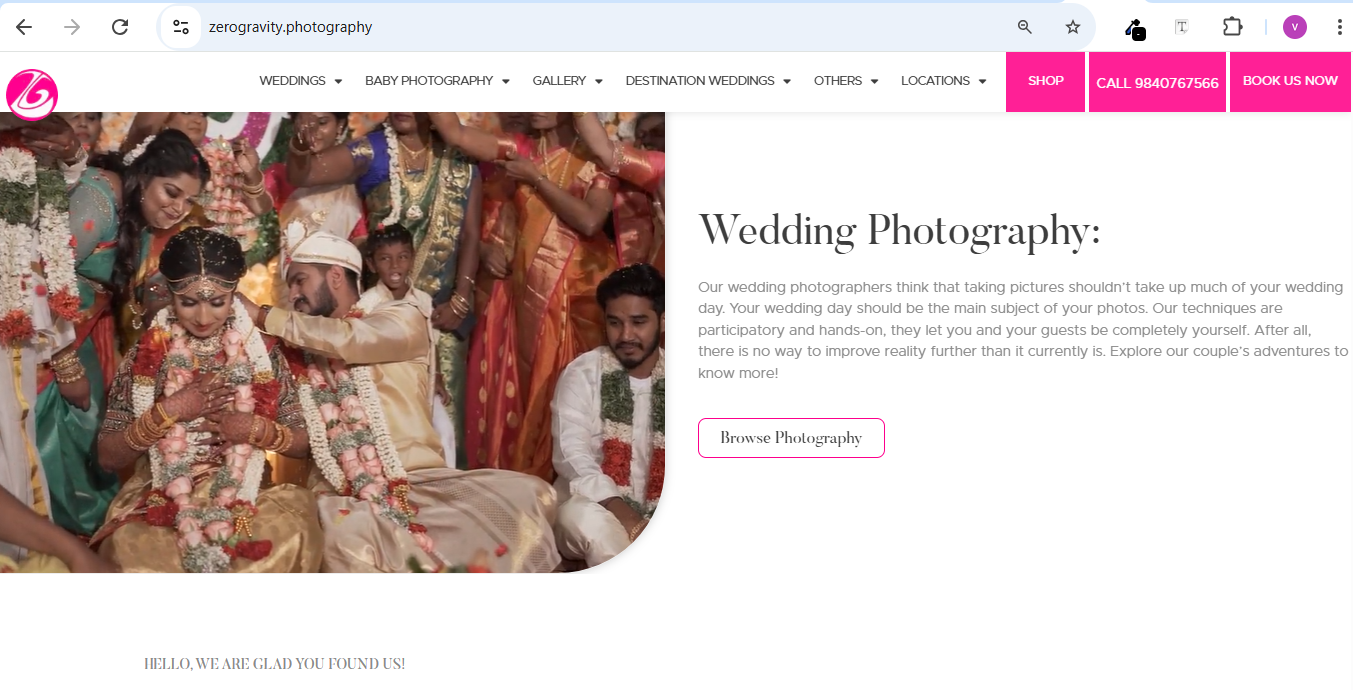 zerogravity.photography
T
V
WEDDINGS BABY PHOTOGRAPHY GALLERY DESTINATION WEDDINGS OTHERS LOCATIONS SHOP CALL 9840767566 BOOK US NOW
Wedding Photography:
Our wedding photographers think that taking pictures shouldn't take up much of your wedding
day. Your wedding day should be the main subject of your photos. Our techniques are
participatory and hands-on, they let you and your guests be completely yourself. After all,
there is no way to improve reality further than it currently is. Explore our couple's adventures to
know more!
Browse Photography
HELLO, WE ARE GLAD YOU FOUND US!